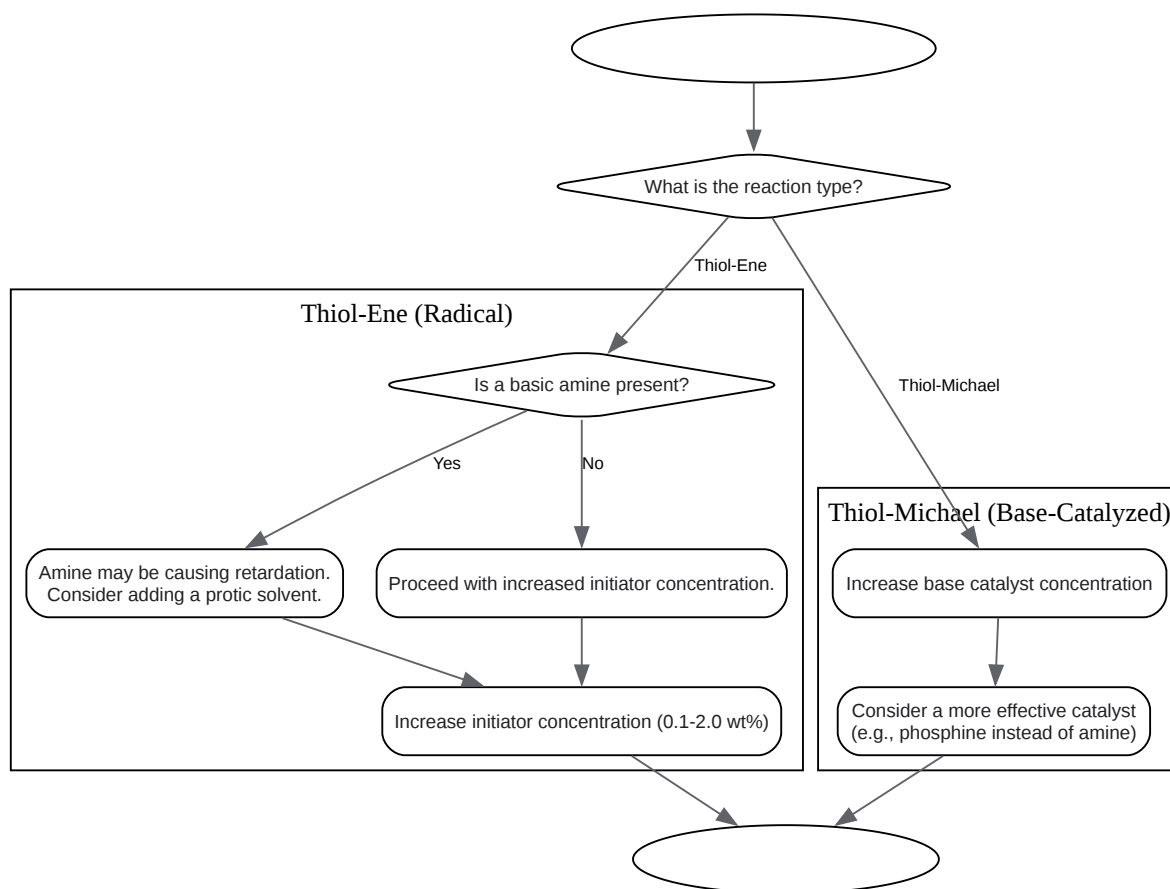 What is the reaction type?
Thiol-Ene
Thiol-Ene (Radical)
Is a basic amine present?
Thiol-Michael
Yes
No
Thiol-Michael (Base-Catalyzed)
Amine may be causing retardation.
Consider adding a protic solvent.
Proceed with increased initiator concentration.
Increase base catalyst concentration
Increase initiator concentration (0.1-2.0 wt%)
Consider a more effective catalyst
(e.g., phosphine instead of amine)